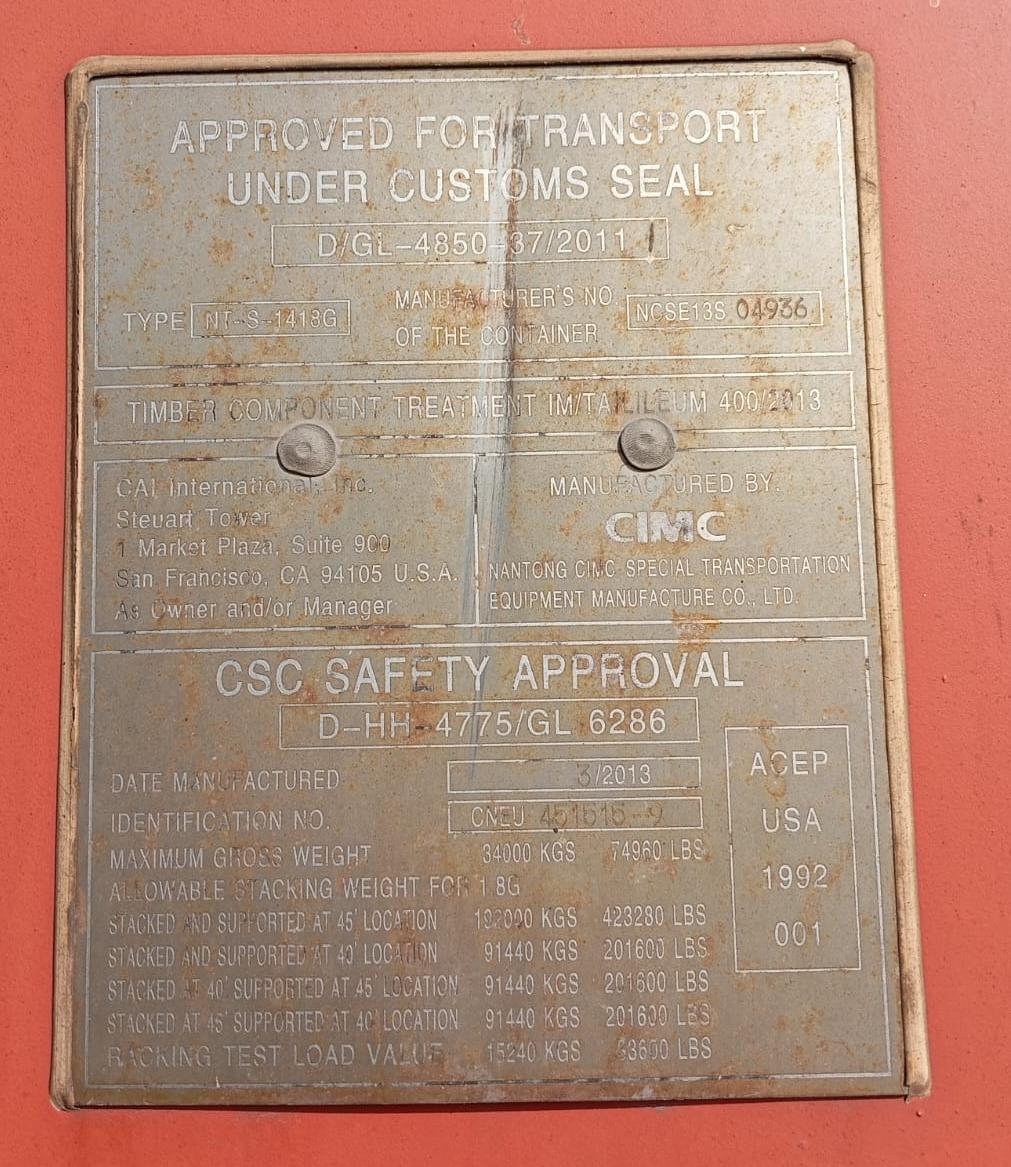 APPROVED FOR TRANSPORT
UNDER CUSTOMS SEAL
D/GL-4850-37/2011
TYPE NT-S-1418G
MANUFACTURER'S NO.
OF THE CONTAINER
NCSE13S 04936
TIMBER COMPONENT TREATMENT IM/TAILILEUM 400/2013
CAI International, Inc.
Steuart Tower
1 Market Plaza, Suite 900
San Francisco, CA 94105 U.S.A.
As Owner and/or Manager
MANUFACTURED BY:
CIMC
NANTONG CIMC SPECIAL TRANSPORTATION
EQUIPMENT MANUFACTURE CO., LTD.
CSC SAFETY APPROVAL
D-HH-4775/GL 6286
DATE MANUFACTURED 3/2013
IDENTIFICATION NO. CNEU 451515-9
MAXIMUM GROSS WEIGHT 34000 KGS 74960 LBS
ALLOWABLE STACKING WEIGHT FOR 1.8G
STACKED AND SUPPORTED AT 45' LOCATION 192000 KGS 423280 LBS
STACKED AND SUPPORTED AT 40' LOCATION 91440 KGS 201600 LBS
STACKED AT 40' SUPPORTED AT 45' LOCATION 91440 KGS 201600 LBS
STACKED AT 45' SUPPORTED AT 40' LOCATION 91440 KGS 201600 LBS
RACKING TEST LOAD VALUE 15240 KGS 33600 LBS
ACEP
USA
1992
001